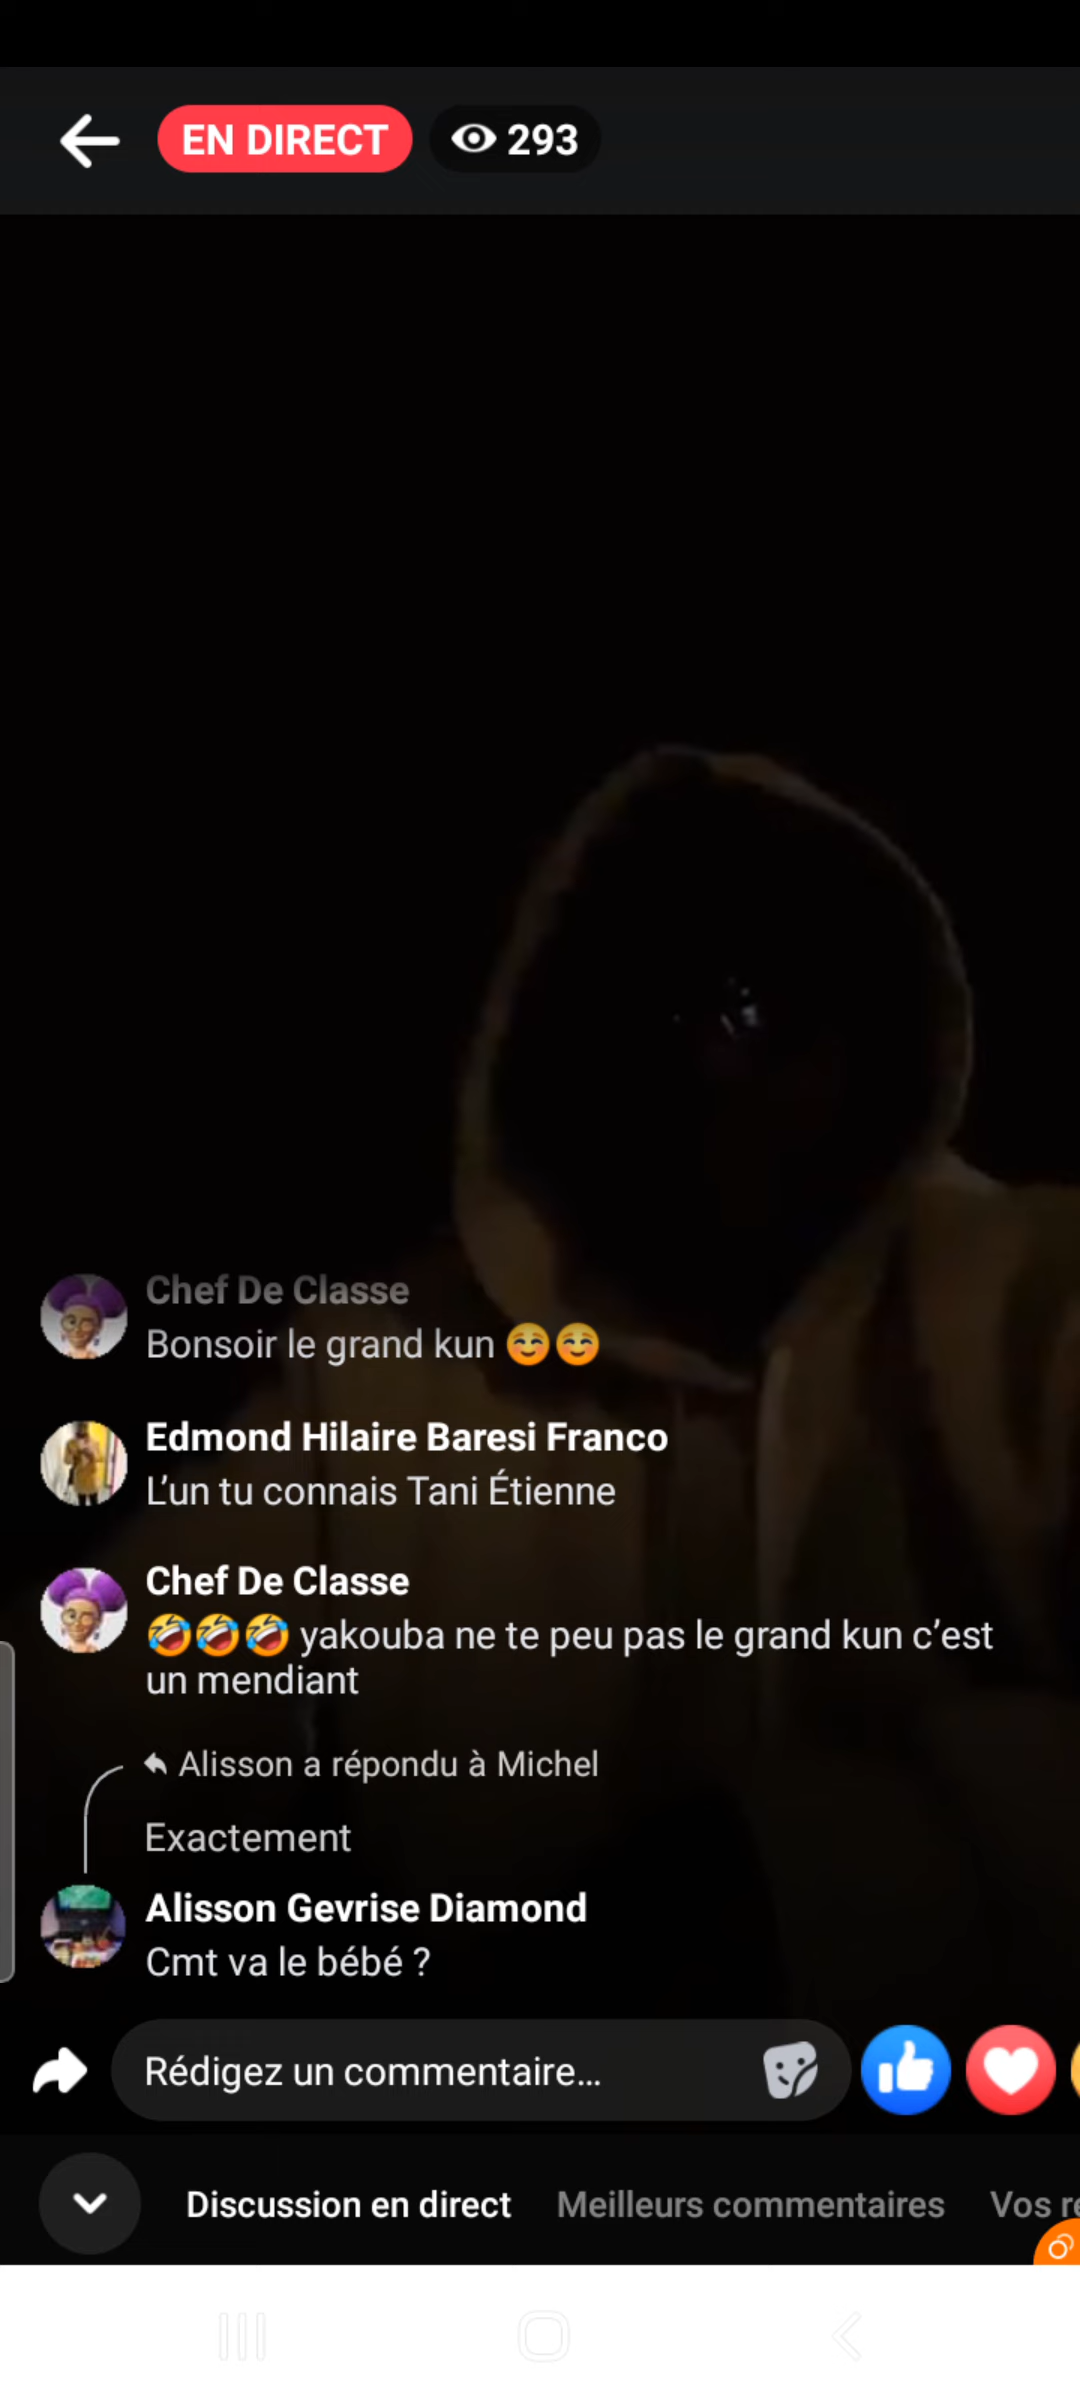 EN DIRECT
293
Chef De Classe
Bonsoir le grand kun ☺️☺️
Edmond Hilaire Baresi Franco
L’un tu connais Tani Étienne
Chef De Classe
🤣🤣🤣 yakouba ne te peu pas le grand kun c’est
un mendiant
Alisson a répondu à Michel
Exactement
Alisson Gevrise Diamond
Cmt va le bébé ?
Rédigez un commentaire...
Discussion en direct Meilleurs commentaires Vos